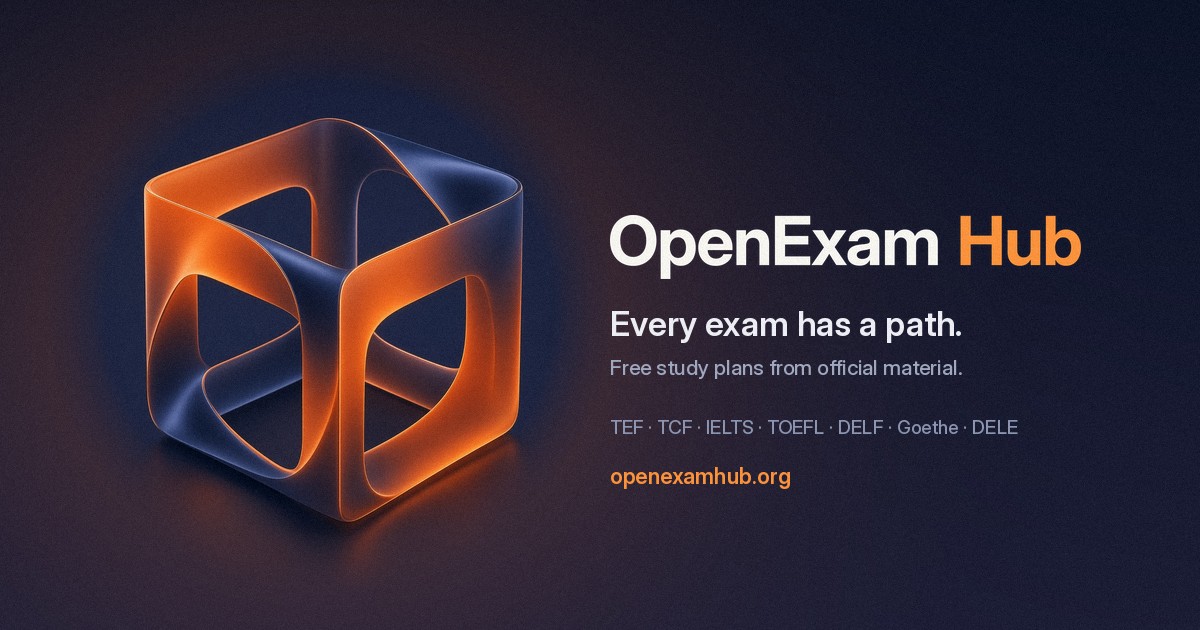 OpenExam Hub
Every exam has a path.
Free study plans from official material.
TEF · TCF · IELTS · TOEFL · DELF · Goethe · DELE
openexamhub.org